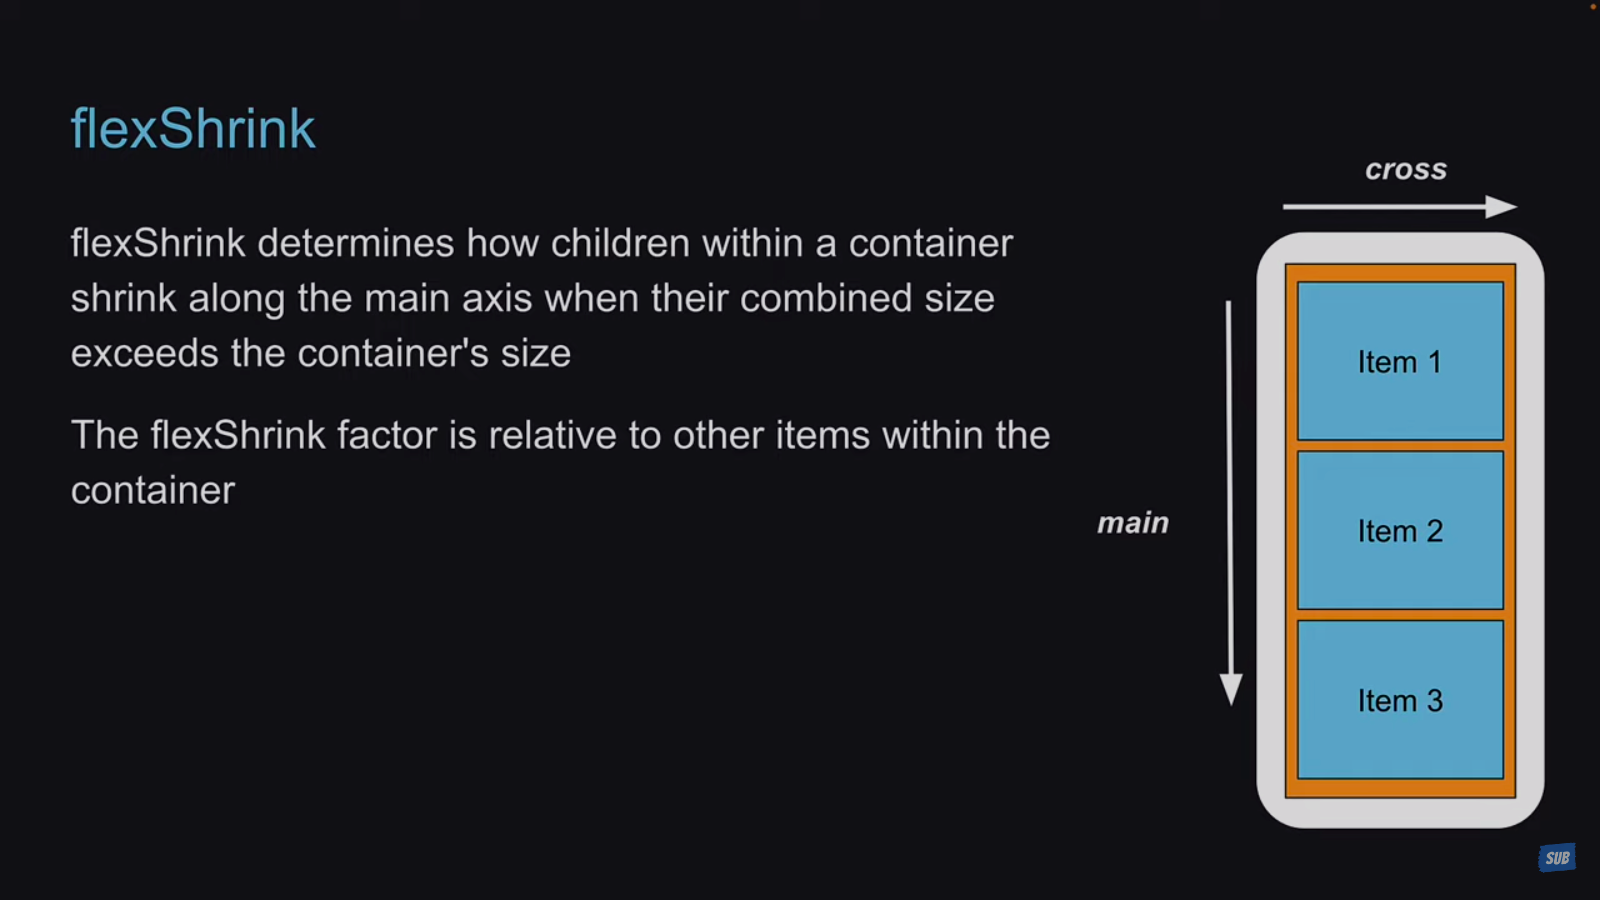 flexShrink
flexShrink determines how children within a container
shrink along the main axis when their combined size
exceeds the container's size
The flexShrink factor is relative to other items within the
container
cross
main
Item 1
Item 2
Item 3
SUB